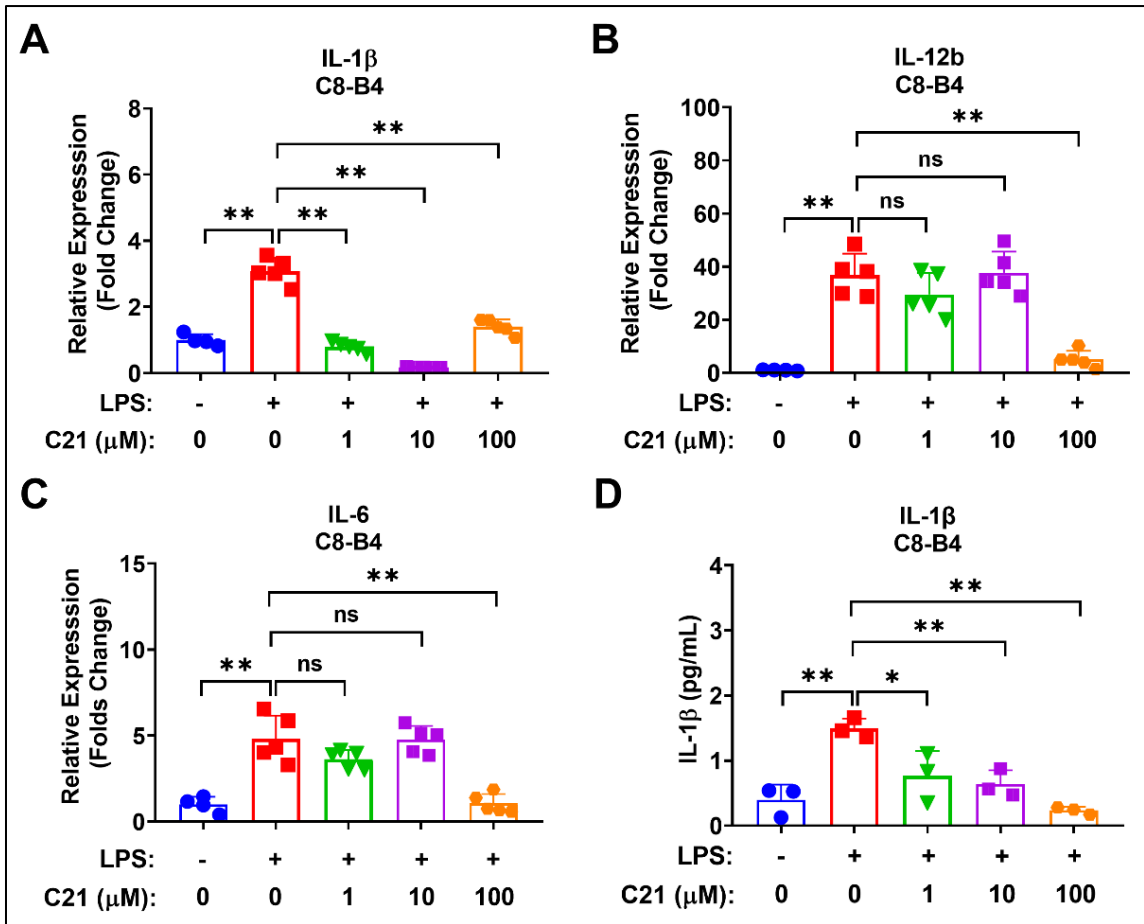 A
IL-1β
C8-B4
Relative Expresssion
(Fold Change)
8
6
4
2
0
**
**
** **
LPS: - + + + +
C21 (μM): 0 0 1 10 100
B
IL-12b
C8-B4
Relative Expresssion
(Fold Change)
100
80
60
40
20
0
**
ns
** ns
LPS: - + + + +
C21 (μM): 0 0 1 10 100
C
IL-6
C8-B4
Relative Expresssion
(Folds Change)
15
10
5
0
**
ns
** ns
LPS: - + + + +
C21 (μM): 0 0 1 10 100
D
IL-1β
C8-B4
IL-1β (pg/mL)
4
3
2
1
0
**
**
** *
LPS: - + + + +
C21 (μM): 0 0 1 10 100